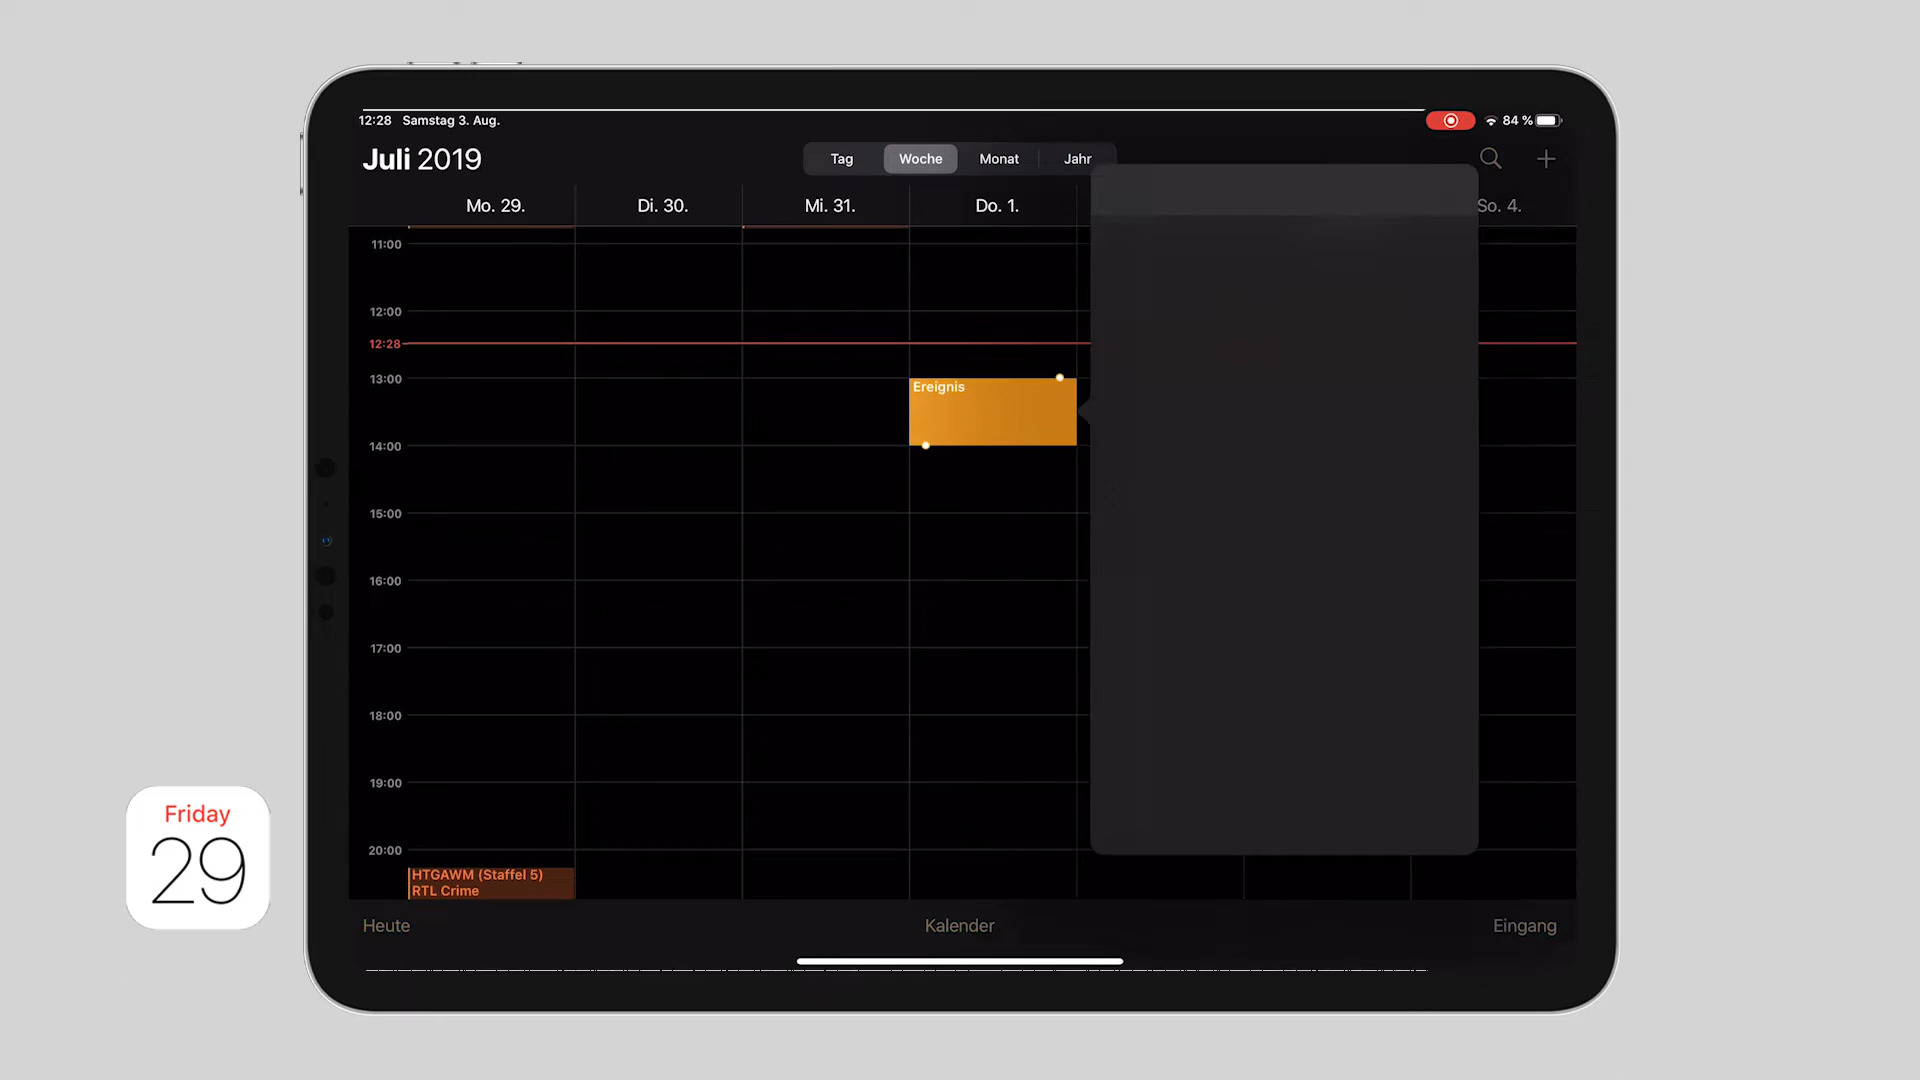 12:28 Samstag 3. Aug.
84 %
Juli 2019
Tag Woche Monat Jahr
Mo. 29. Di. 30. Mi. 31. Do. 1. So. 4.
11:00
12:00
12:28
13:00
Ereignis
14:00
15:00
16:00
17:00
18:00
19:00
20:00
HTGAWM (Staffel 5)
RTL Crime
Heute Kalender Eingang
Friday
29